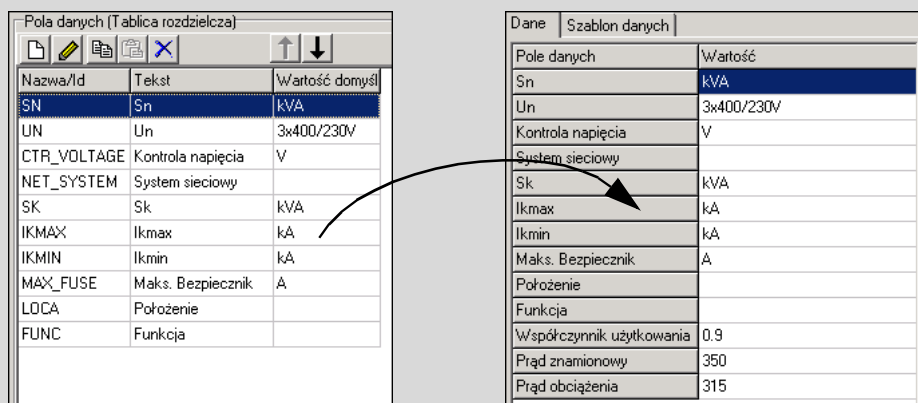 Pola danych (Tablica rozdzielcza)
Nazwa/Id Tekst Wartość domyśl
SN Sn kVA
UN Un 3x400/230V
CTR_VOLTAGE Kontrola napięcia V
NET_SYSTEM System sieciowy
SK Sk kVA
IKMAX Ikmax kA
IKMIN Ikmin kA
MAX_FUSE Maks. Bezpiecznik A
LOCA Położenie
FUNC Funkcja
Dane Szablon danych
Pole danych Wartość
Sn kVA
Un 3x400/230V
Kontrola napięcia V
System sieciowy
Sk kVA
Ikmax kA
Ikmin kA
Maks. Bezpiecznik A
Położenie
Funkcja
Współczynnik użytkowania 0.9
Prąd znamionowy 350
Prąd obciążenia 315